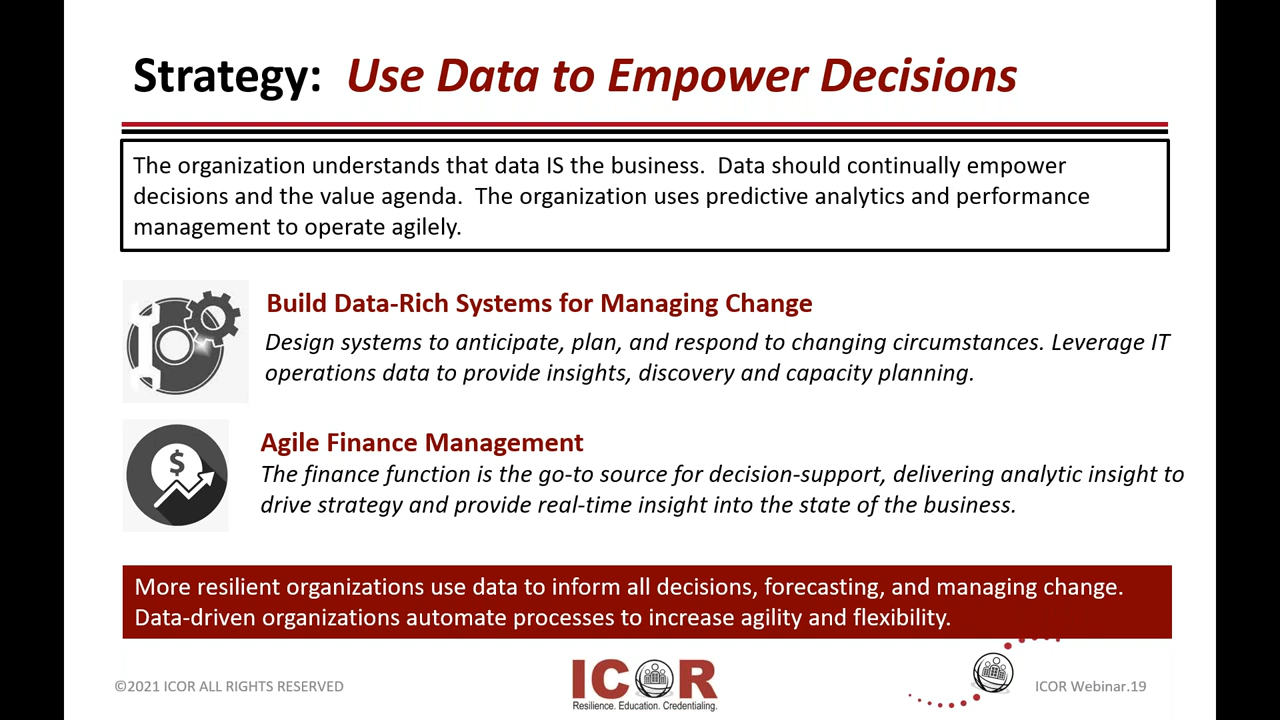 Strategy:  Use Data to Empower Decisions
The organization understands that data IS the business.  Data should continually empower
decisions and the value agenda.  The organization uses predictive analytics and performance
management to operate agilely.
Build Data-Rich Systems for Managing Change
Design systems to anticipate, plan, and respond to changing circumstances. Leverage IT
operations data to provide insights, discovery and capacity planning.
$
Agile Finance Management
The finance function is the go-to source for decision-support, delivering analytic insight to
drive strategy and provide real-time insight into the state of the business.
More resilient organizations use data to inform all decisions, forecasting, and managing change.
Data-driven organizations automate processes to increase agility and flexibility.
©2021 ICOR ALL RIGHTS RESERVED
ICOR
Resilience. Education. Credentialing.
ICOR Webinar.19